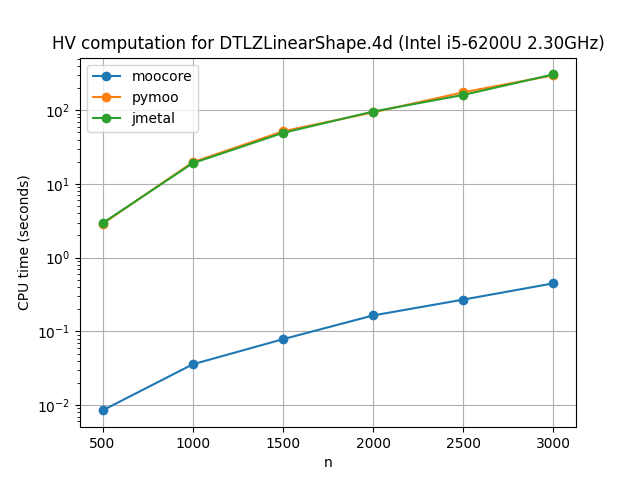 HV computation for DTLZLinearShape.4d (Intel i5-6200U 2.30GHz)
moocore
pymoo
jmetal
CPU time (seconds)
10²
10¹
10⁰
10⁻¹
10⁻²
500 1000 1500 2000 2500 3000
n